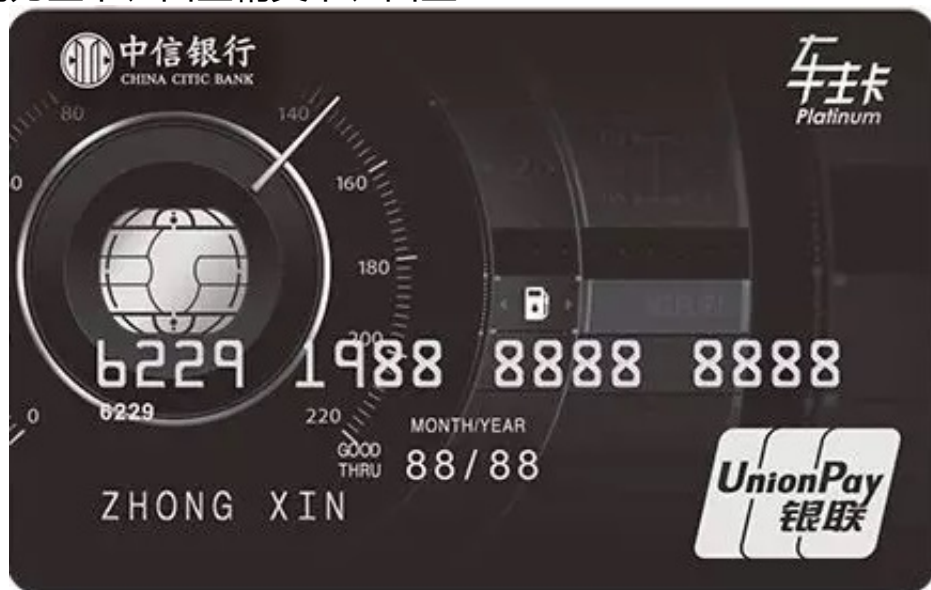 中信银行
CHINA CITIC BANK
车主卡
Platinum
80
140
160
180
200
220
0
6229 1988 8888 8888
6229
MONTH/YEAR
GOOD
THRU
88/88
ZHONG XIN
UnionPay
银联